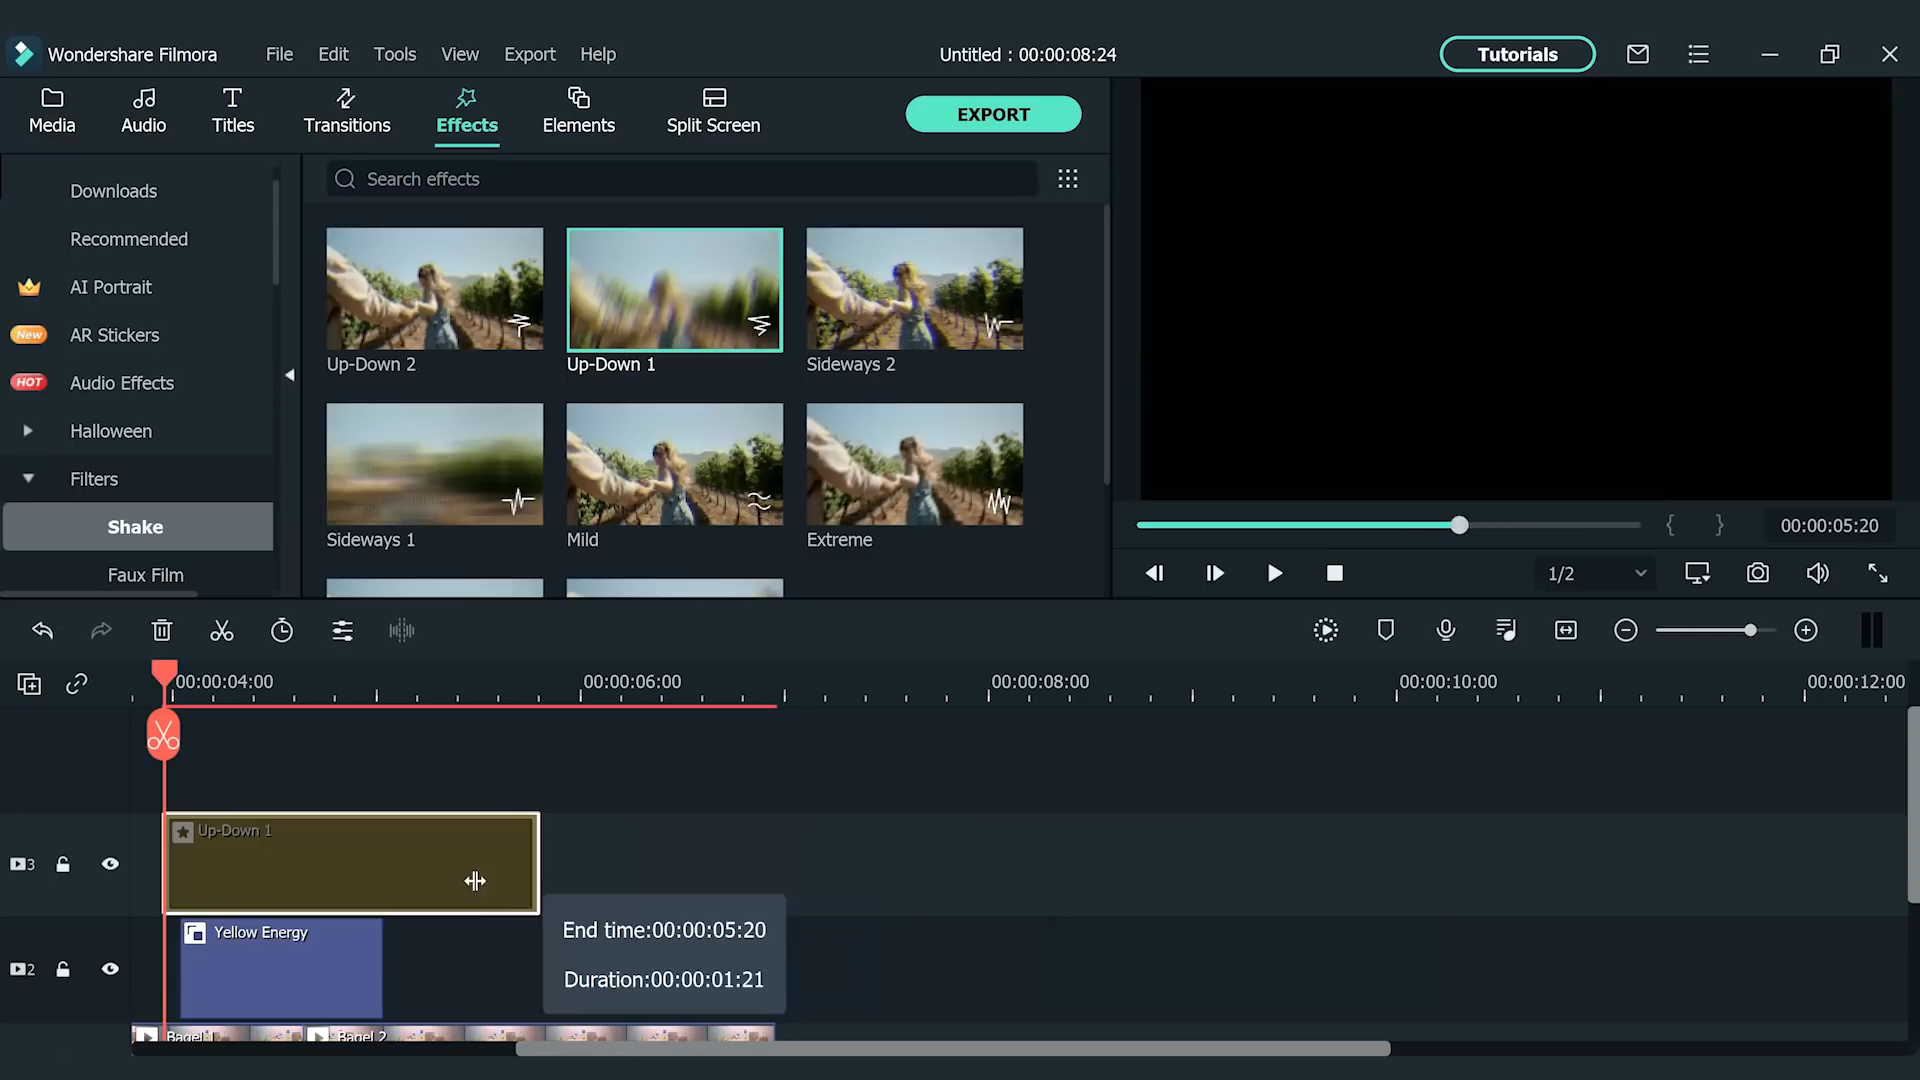 Wondershare Filmora
File Edit Tools View Export Help
Untitled : 00:00:08:24
Tutorials
Media Audio Titles Transitions Effects Elements Split Screen
EXPORT
Downloads
Recommended
AI Portrait
New AR Stickers
HOT Audio Effects
Halloween
Filters
Shake
Faux Film
Search effects
Up-Down 2 Up-Down 1 Sideways 2
Sideways 1 Mild Extreme
00:00:05:20
1/2
00:00:04:00 00:00:06:00 00:00:08:00 00:00:10:00 00:00:12:00
Up-Down 1
3
Yellow Energy
2
End time:00:00:05:20
Duration:00:00:01:21
Bagel 1 Bagel 2